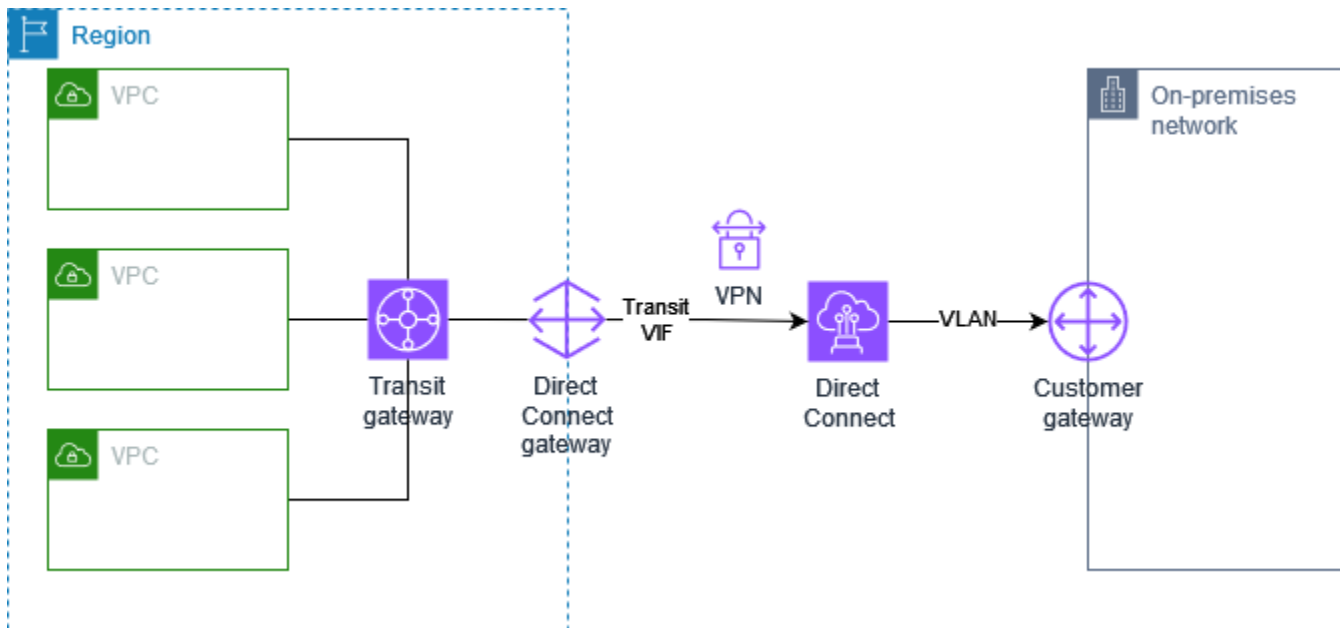 Region
VPC
On-premises
network
VPC
VPN
Transit
VIF
VLAN
Transit
gateway
Direct
Connect
gateway
Direct
Connect
Customer
gateway
VPC